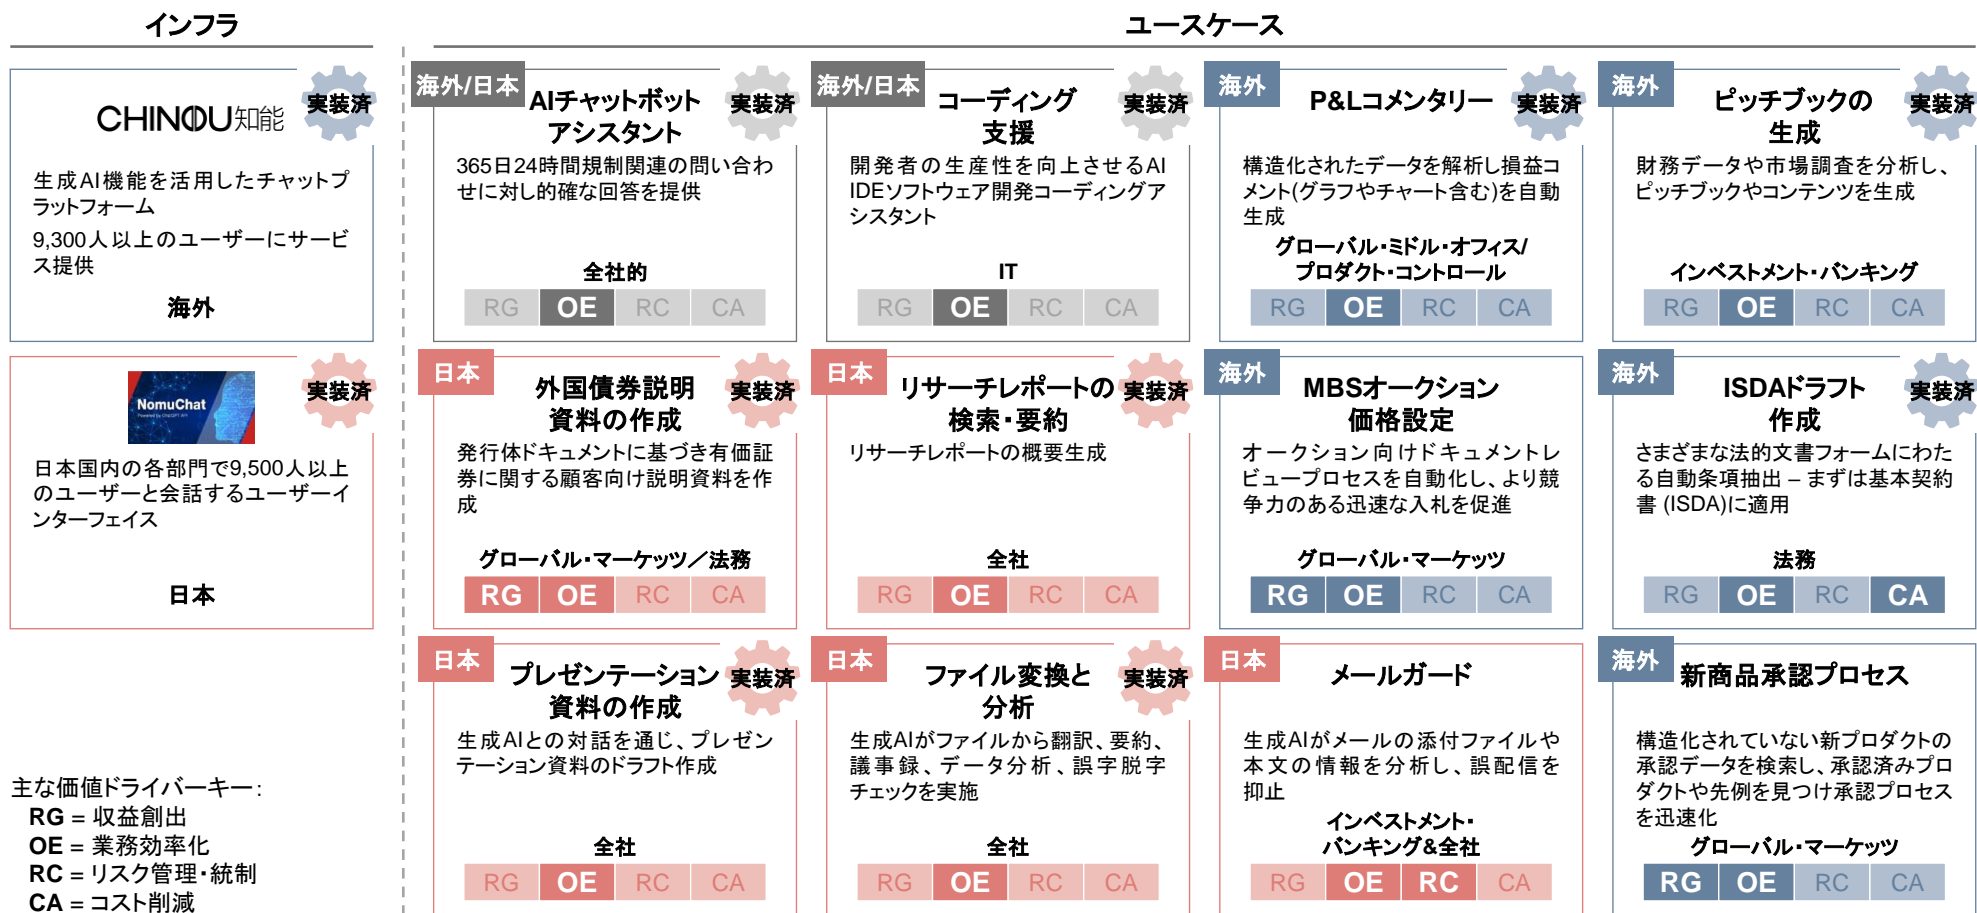 インフラ
ユースケース
CHINOU知能
実装済
生成AI機能を活用したチャットプ
ラットフォーム
9,300人以上のユーザーにサービ
ス提供
海外
海外/日本
AIチャットボット
アシスタント
実装済
365日24時間規制関連の問い合わ
せに対し的確な回答を提供
全社的
RG OE RC CA
海外/日本
コーディング
支援
実装済
開発者の生産性を向上させるAI
IDEソフトウェア開発コーディングア
シスタント
IT
RG OE RC CA
海外
P&Lコメンタリー
実装済
構造化されたデータを解析し損益コ
メント(グラフやチャート含む)を自動
生成
グローバル・ミドル・オフィス/
プロダクト・コントロール
RG OE RC CA
海外
ピッチブックの
生成
実装済
財務データや市場調査を分析し、
ピッチブックやコンテンツを生成
インベストメント・バンキング
RG OE RC CA
NomuChat
Powered by ChatGPT API
実装済
日本国内の各部門で9,500人以上
のユーザーと会話するユーザーイ
ンターフェイス
日本
日本
外国債券説明
資料の作成
実装済
発行体ドキュメントに基づき有価証
券に関する顧客向け説明資料を作
成
グローバル・マーケッツ／法務
RG OE RC CA
日本
リサーチレポートの
検索・要約
実装済
リサーチレポートの概要生成
全社
RG OE RC CA
海外
MBSオークション
価格設定
オークション向けドキュメントレ
ビュープロセスを自動化し、より競
争力のある迅速な入札を促進
グローバル・マーケッツ
RG OE RC CA
海外
ISDAドラフト
作成
実装済
さまざまな法的文書フォームにわた
る自動条項抽出 – まずは基本契約
書 (ISDA)に適用
法務
RG OE RC CA
日本
プレゼンテーション
資料の作成
実装済
生成AIとの対話を通じ、プレゼン
テーション資料のドラフト作成
全社
RG OE RC CA
日本
ファイル変換と
分析
実装済
生成AIがファイルから翻訳、要約、
議事録、データ分析、誤字脱字
チェックを実施
全社
RG OE RC CA
日本
メールガード
生成AIがメールの添付ファイルや
本文の情報を分析し、誤配信を
抑止
インベストメント・
バンキング&全社
RG OE RC CA
海外
新商品承認プロセス
構造化されていない新プロダクトの
承認データを検索し、承認済みプロ
ダクトや先例を見つけ承認プロセス
を迅速化
グローバル・マーケッツ
RG OE RC CA
主な価値ドライバーキー:
RG = 収益創出
OE = 業務効率化
RC = リスク管理・統制
CA = コスト削減